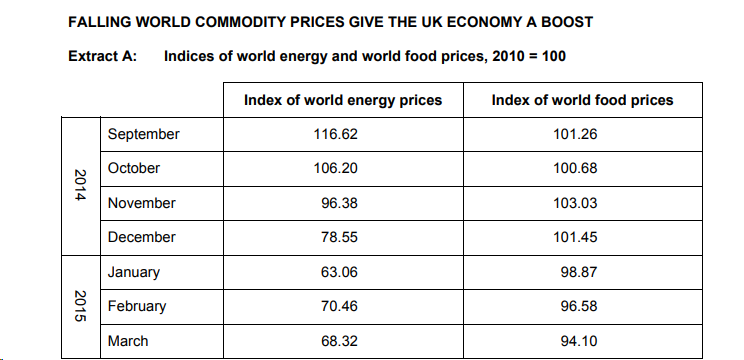 FALLING WORLD COMMODITY PRICES GIVE THE UK ECONOMY A BOOST
Extract A: Indices of world energy and world food prices, 2010 = 100
Index of world energy prices Index of world food prices
2014
September 116.62 101.26
October 106.20 100.68
November 96.38 103.03
December 78.55 101.45
2015
January 63.06 98.87
February 70.46 96.58
March 68.32 94.10